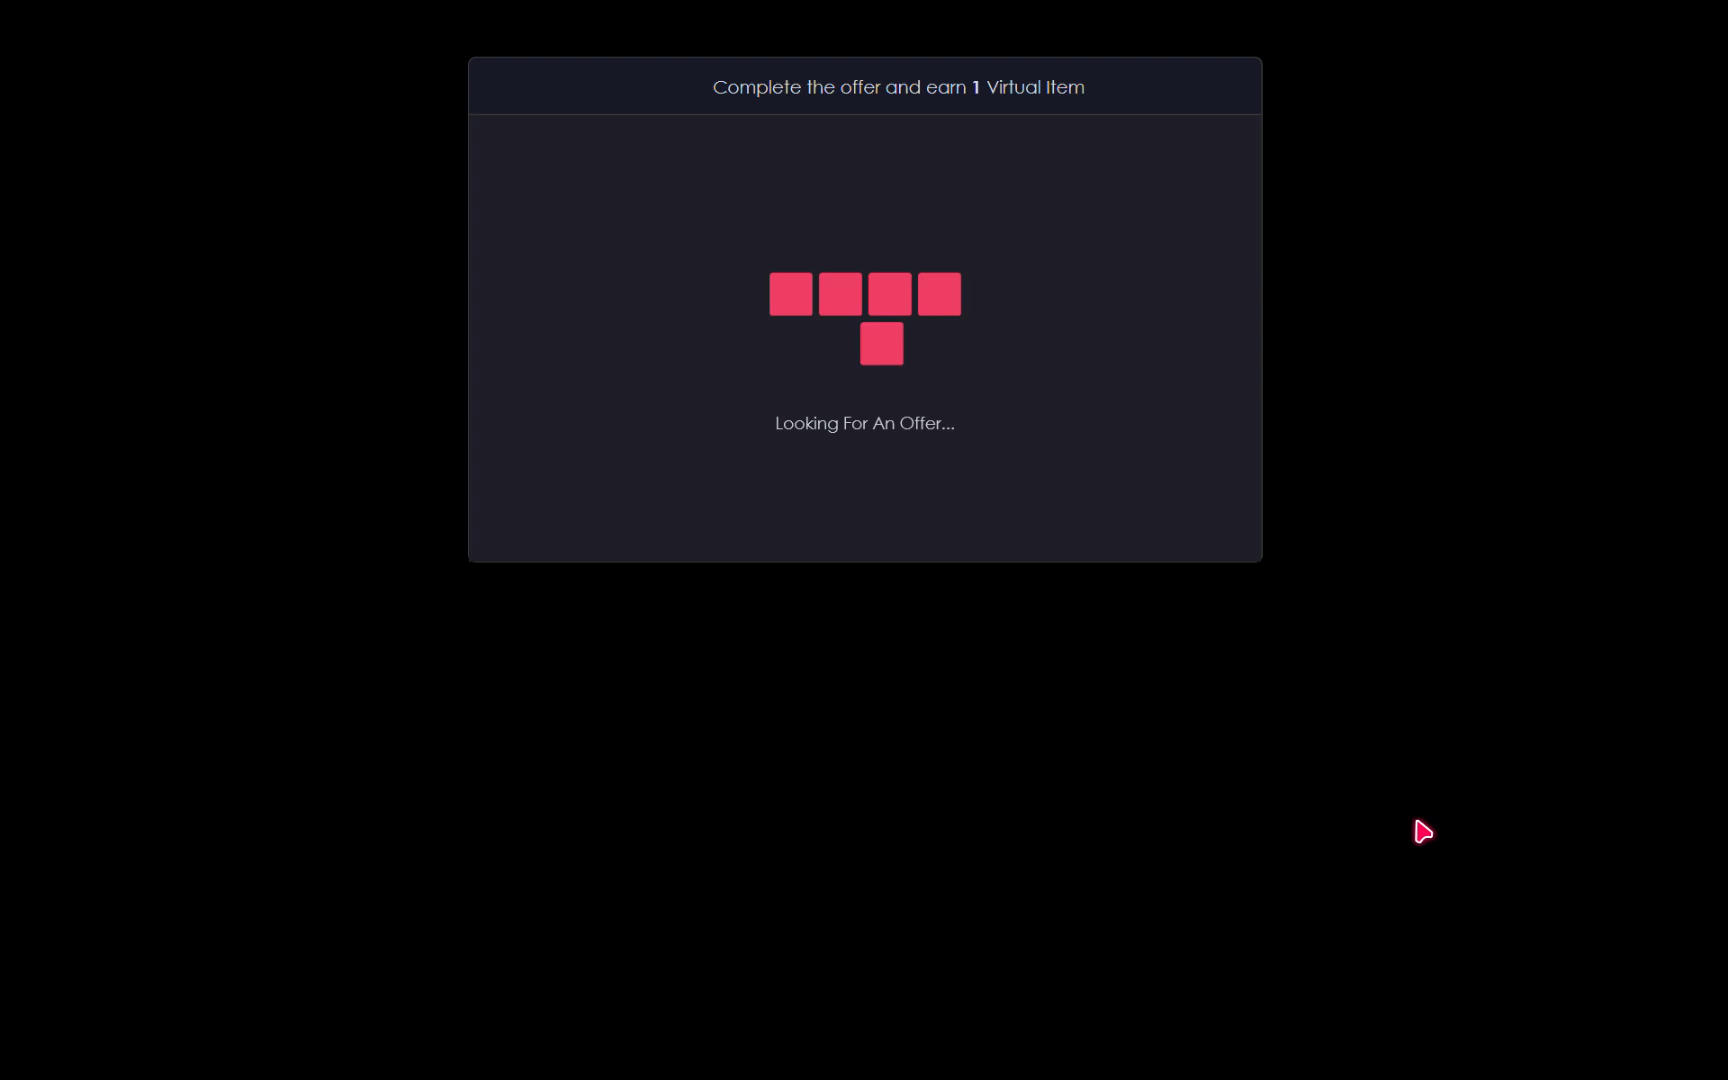 Complete the offer and earn 1 Virtual Item
Looking For An Offer...